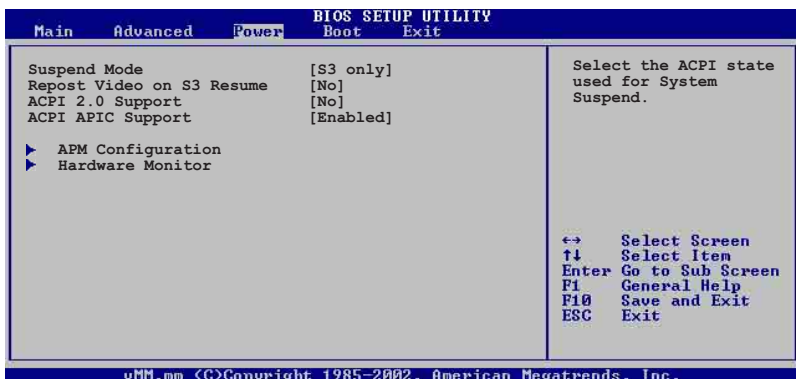 BIOS SETUP UTILITY
Main Advanced Power Boot Exit
Suspend Mode [S3 only]
Repost Video on S3 Resume [No]
ACPI 2.0 Support [No]
ACPI APIC Support [Enabled]
APM Configuration
Hardware Monitor
Select the ACPI state
used for System
Suspend.
←→ Select Screen
↑↓ Select Item
Enter Go to Sub Screen
F1 General Help
F10 Save and Exit
ESC Exit
vMM.mm (C)Copyright 1985-2002, American Megatrends, Inc.